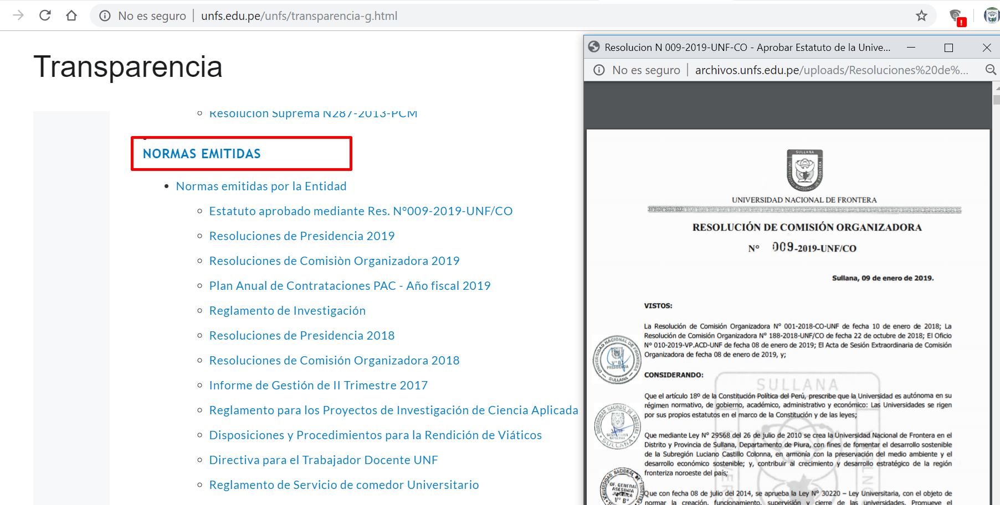 No es seguro | unfs.edu.pe/unfs/transparencia-g.html
Transparencia
Resolución Suprema N287-2013-PCM
NORMAS EMITIDAS
Normas emitidas por la Entidad
Estatuto aprobado mediante Res. N°009-2019-UNF/CO
Resoluciones de Presidencia 2019
Resoluciones de Comisiòn Organizadora 2019
Plan Anual de Contrataciones PAC - Año fiscal 2019
Reglamento de Investigación
Resoluciones de Presidencia 2018
Resoluciones de Comisión Organizadora 2018
Informe de Gestión de II Trimestre 2017
Reglamento para los Proyectos de Investigación de Ciencia Aplicada
Disposiciones y Procedimientos para la Rendición de Viáticos
Directiva para el Trabajador Docente UNF
Reglamento de Servicio de comedor Universitario
Resolucion N 009-2019-UNF-CO - Aprobar Estatuto de la Unive...
No es seguro | archivos.unfs.edu.pe/uploads/Resoluciones%20de%...
SULLANA
UNIVERSIDAD NACIONAL DE FRONTERA
RESOLUCIÓN DE COMISIÓN ORGANIZADORA
N° 009-2019-UNF/CO
Sullana, 09 de enero de 2019.
VISTOS:
La Resolución de Comisión Organizadora N° 001-2018-CO-UNF de fecha 10 de enero de 2018; La
Resolución de Comisión Organizadora N° 188-2018-UNF/CO de fecha 22 de octubre de 2018; El Oficio
N° 010-2019-VP.ACD-UNF de fecha 08 de enero de 2019; El Acta de Sesión Extraordinaria de Comisión
Organizadora de fecha 08 de enero de 2019, y;
CONSIDERANDO:
SULLANA
Que el artículo 18º de la Constitución Política del Perú, prescribe que la Universidad es autónoma en su
régimen normativo, de gobierno, académico, administrativo y económico: Las Universidades se rigen
por sus propios estatutos en el marco de la Constitución y de las leyes;
Que mediante Ley N° 29568 del 26 de julio de 2010 se crea la Universidad Nacional de Frontera en el
Distrito y Provincia de Sullana, Departamento de Piura, con fines de fomentar el desarrollo sostenible
de la Subregión Luciano Castillo Colonna, en armonía con la preservación del medio ambiente y el
desarrollo económico sostenible; y, contribuir al crecimiento y desarrollo estratégico de la región
fronteriza noroeste del país;
Que con fecha 08 de julio del 2014, se aprueba la Ley N° 30220 – Ley Universitaria, con el objeto de
normar la creación, funcionamiento, supervisión y cierre de las universidades. Promueve el
UNIVERSIDAD NACIONAL DE FRONTERA
V° B°
PRESIDENCIA
SULLANA
SECRETARIA
GENERAL
SULLANA
OF. GENERAL
ASESORIA
JURIDICA
V° B°